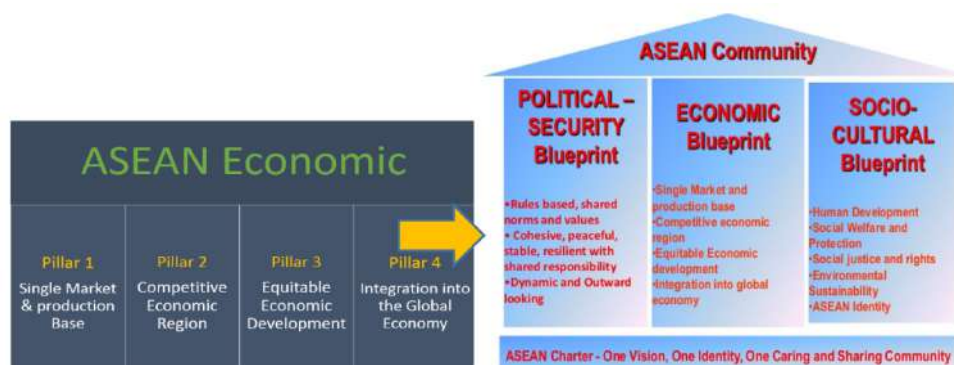 ASEAN Economic
Pillar 1
Single Market
& production
Base
Pillar 2
Competitive
Economic
Region
Pillar 3
Equitable
Economic
Development
Pillar 4
Integration into
the Global
Economy
ASEAN Community
POLITICAL –
SECURITY
Blueprint
•Rules based, shared
norms and values
• Cohesive, peaceful,
stable, resilient with
shared responsibility
• Dynamic and Outward
looking
ECONOMIC
Blueprint
•Single Market and
production base
•Competitive economic
region
•Equitable Economic
development
•Integration into global
economy
SOCIO-
CULTURAL
Blueprint
•Human Development
•Social Welfare and
Protection
•Social justice and rights
•Environmental
Sustainability
•ASEAN Identity
ASEAN Charter - One Vision, One Identity, One Caring and Sharing Community